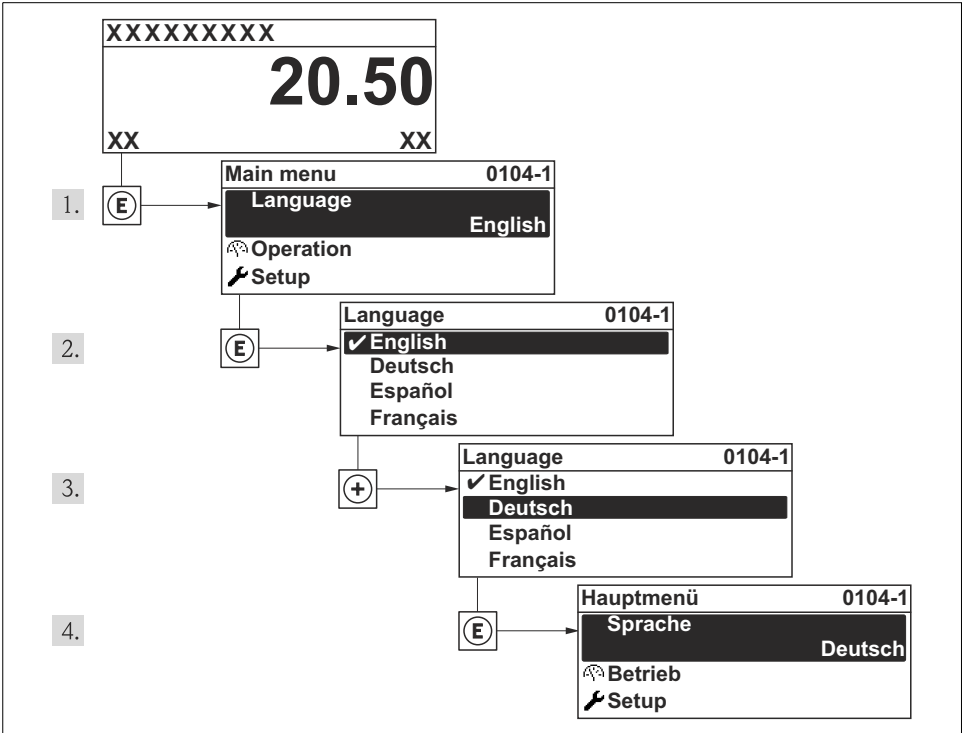 XXXXXXXXX
20.50
XX XX
1. E
Main menu 0104-1
Language
English
Operation
Setup
2. E
Language 0104-1
✔ English
Deutsch
Español
Français
3. +
Language 0104-1
✔ English
Deutsch
Español
Français
4. E
Hauptmenü 0104-1
Sprache
Deutsch
Betrieb
Setup